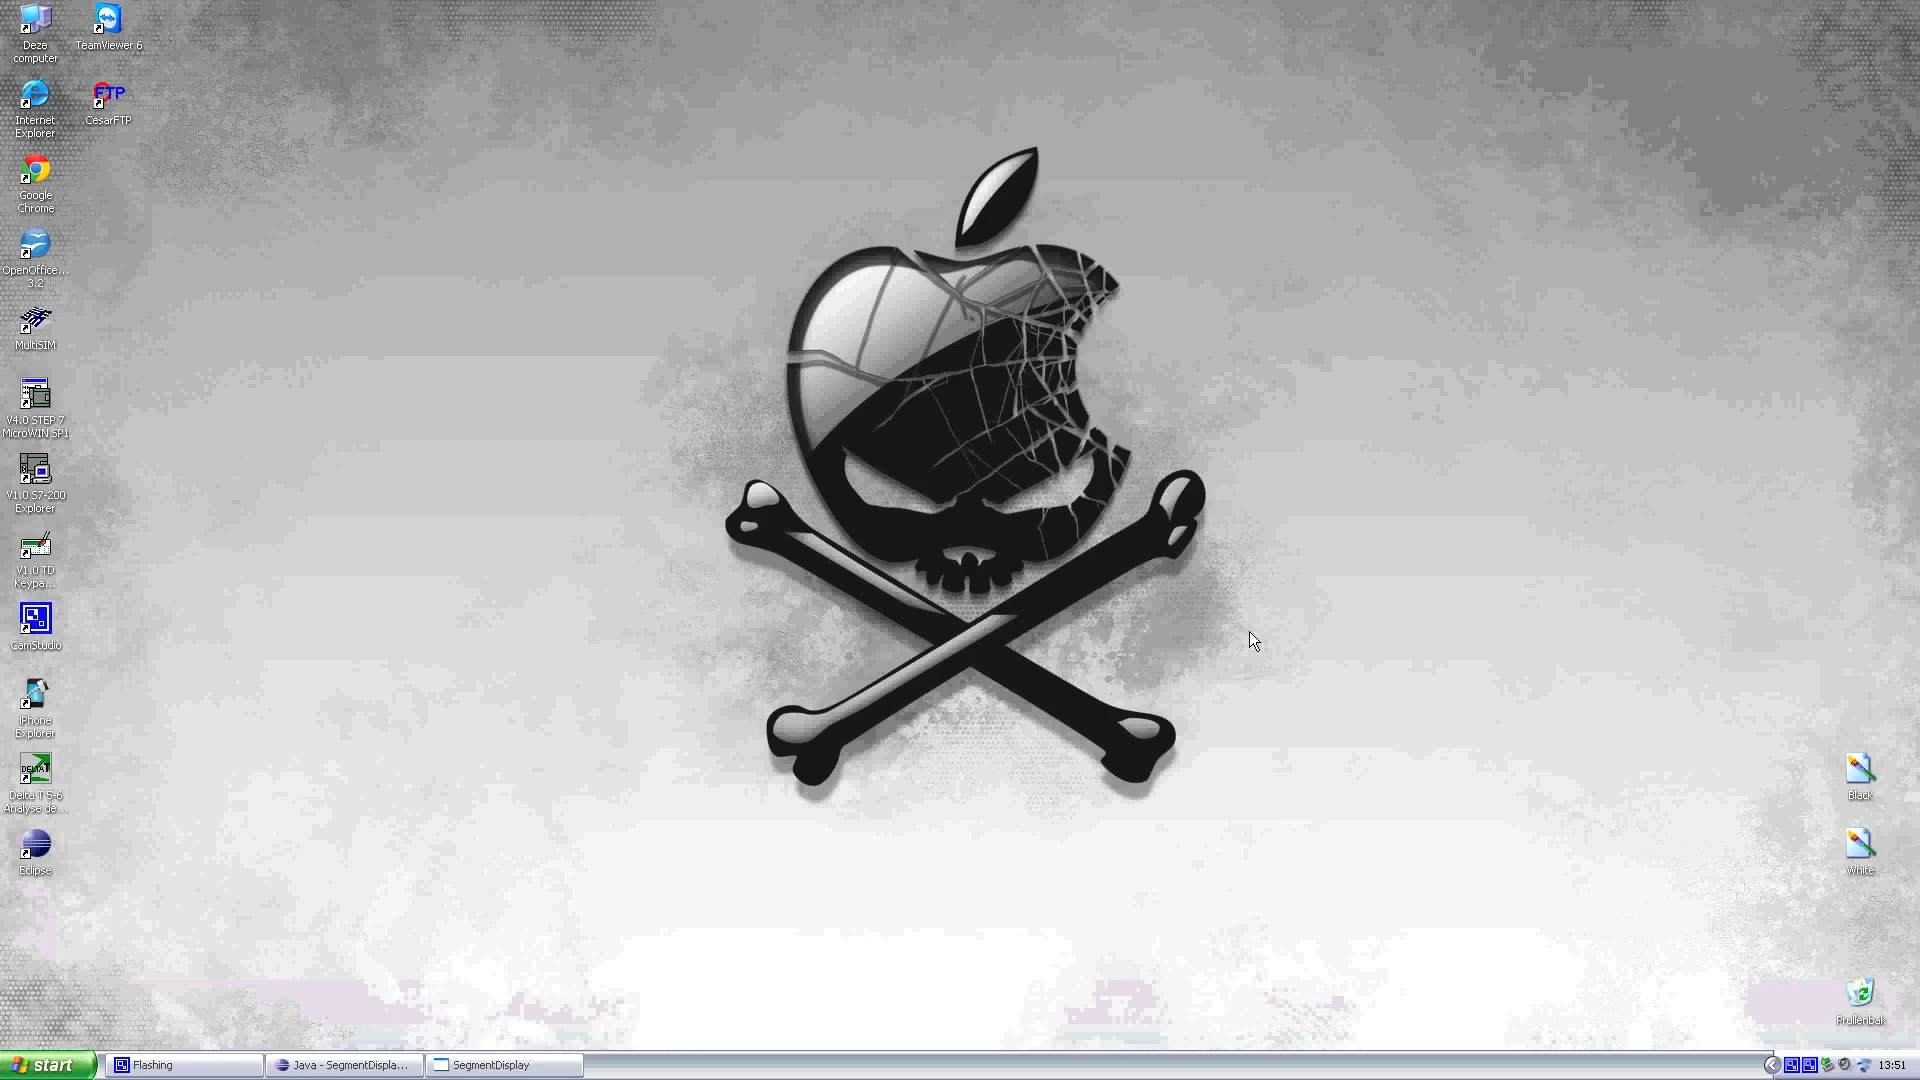 Deze
computer
TeamViewer 6
Internet
Explorer
FTP
CesarFTP
Google
Chrome
OpenOffice...
3.2
MultiSIM
V4.0 STEP 7
MicroWIN SP1
V1.0 S7-200
Explorer
V1.0 TD
Keypa...
CamStudio
iPhone
Explorer
DELTA T
Delta T 5-6
Analyse de...
Eclipse
Black
White
Prullenbak
start
Flashing
Java - SegmentDispla...
SegmentDisplay
13:51